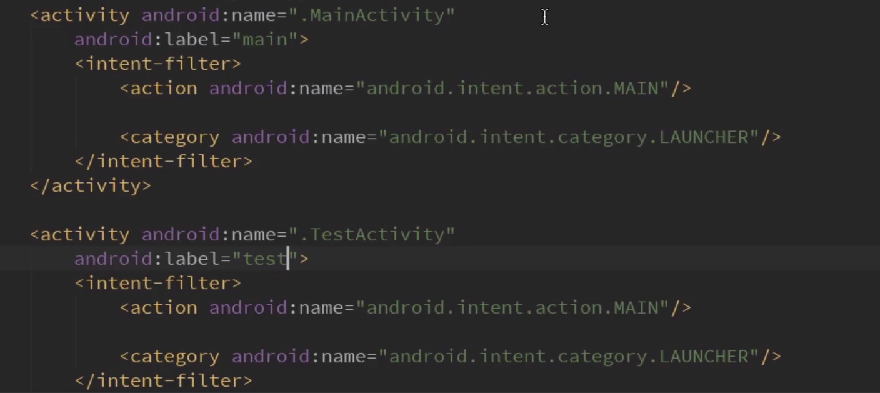 <activity android:name=".MainActivity"
android:label="main">
<intent-filter>
<action android:name="android.intent.action.MAIN"/>
<category android:name="android.intent.category.LAUNCHER"/>
</intent-filter>
</activity>
<activity android:name=".TestActivity"
android:label="test">
<intent-filter>
<action android:name="android.intent.action.MAIN"/>
<category android:name="android.intent.category.LAUNCHER"/>
</intent-filter>